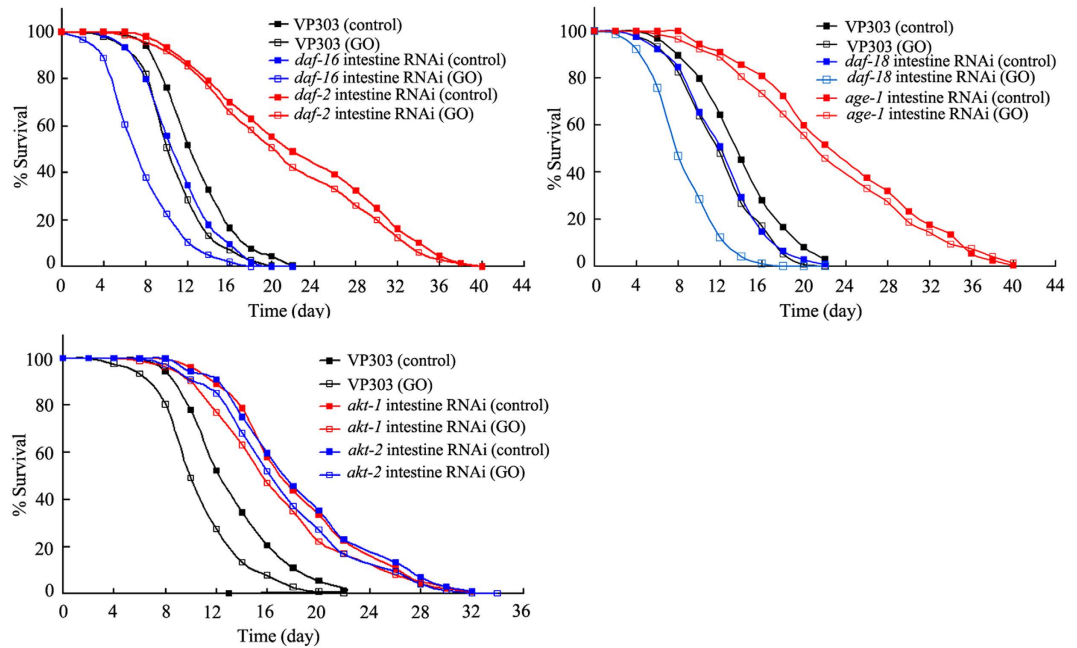 VP303 (control)
VP303 (GO)
daf-16 intestine RNAi (control)
daf-16 intestine RNAi (GO)
daf-2 intestine RNAi (control)
daf-2 intestine RNAi (GO)
% Survival
100
80
60
40
20
0
0 4 8 12 16 20 24 28 32 36 40 44
Time (day)
VP303 (control)
VP303 (GO)
daf-18 intestine RNAi (control)
daf-18 intestine RNAi (GO)
age-1 intestine RNAi (control)
age-1 intestine RNAi (GO)
% Survival
100
80
60
40
20
0
0 4 8 12 16 20 24 28 32 36 40 44
Time (day)
VP303 (control)
VP303 (GO)
akt-1 intestine RNAi (control)
akt-1 intestine RNAi (GO)
akt-2 intestine RNAi (control)
akt-2 intestine RNAi (GO)
% Survival
100
80
60
40
20
0
0 4 8 12 16 20 24 28 32 36
Time (day)